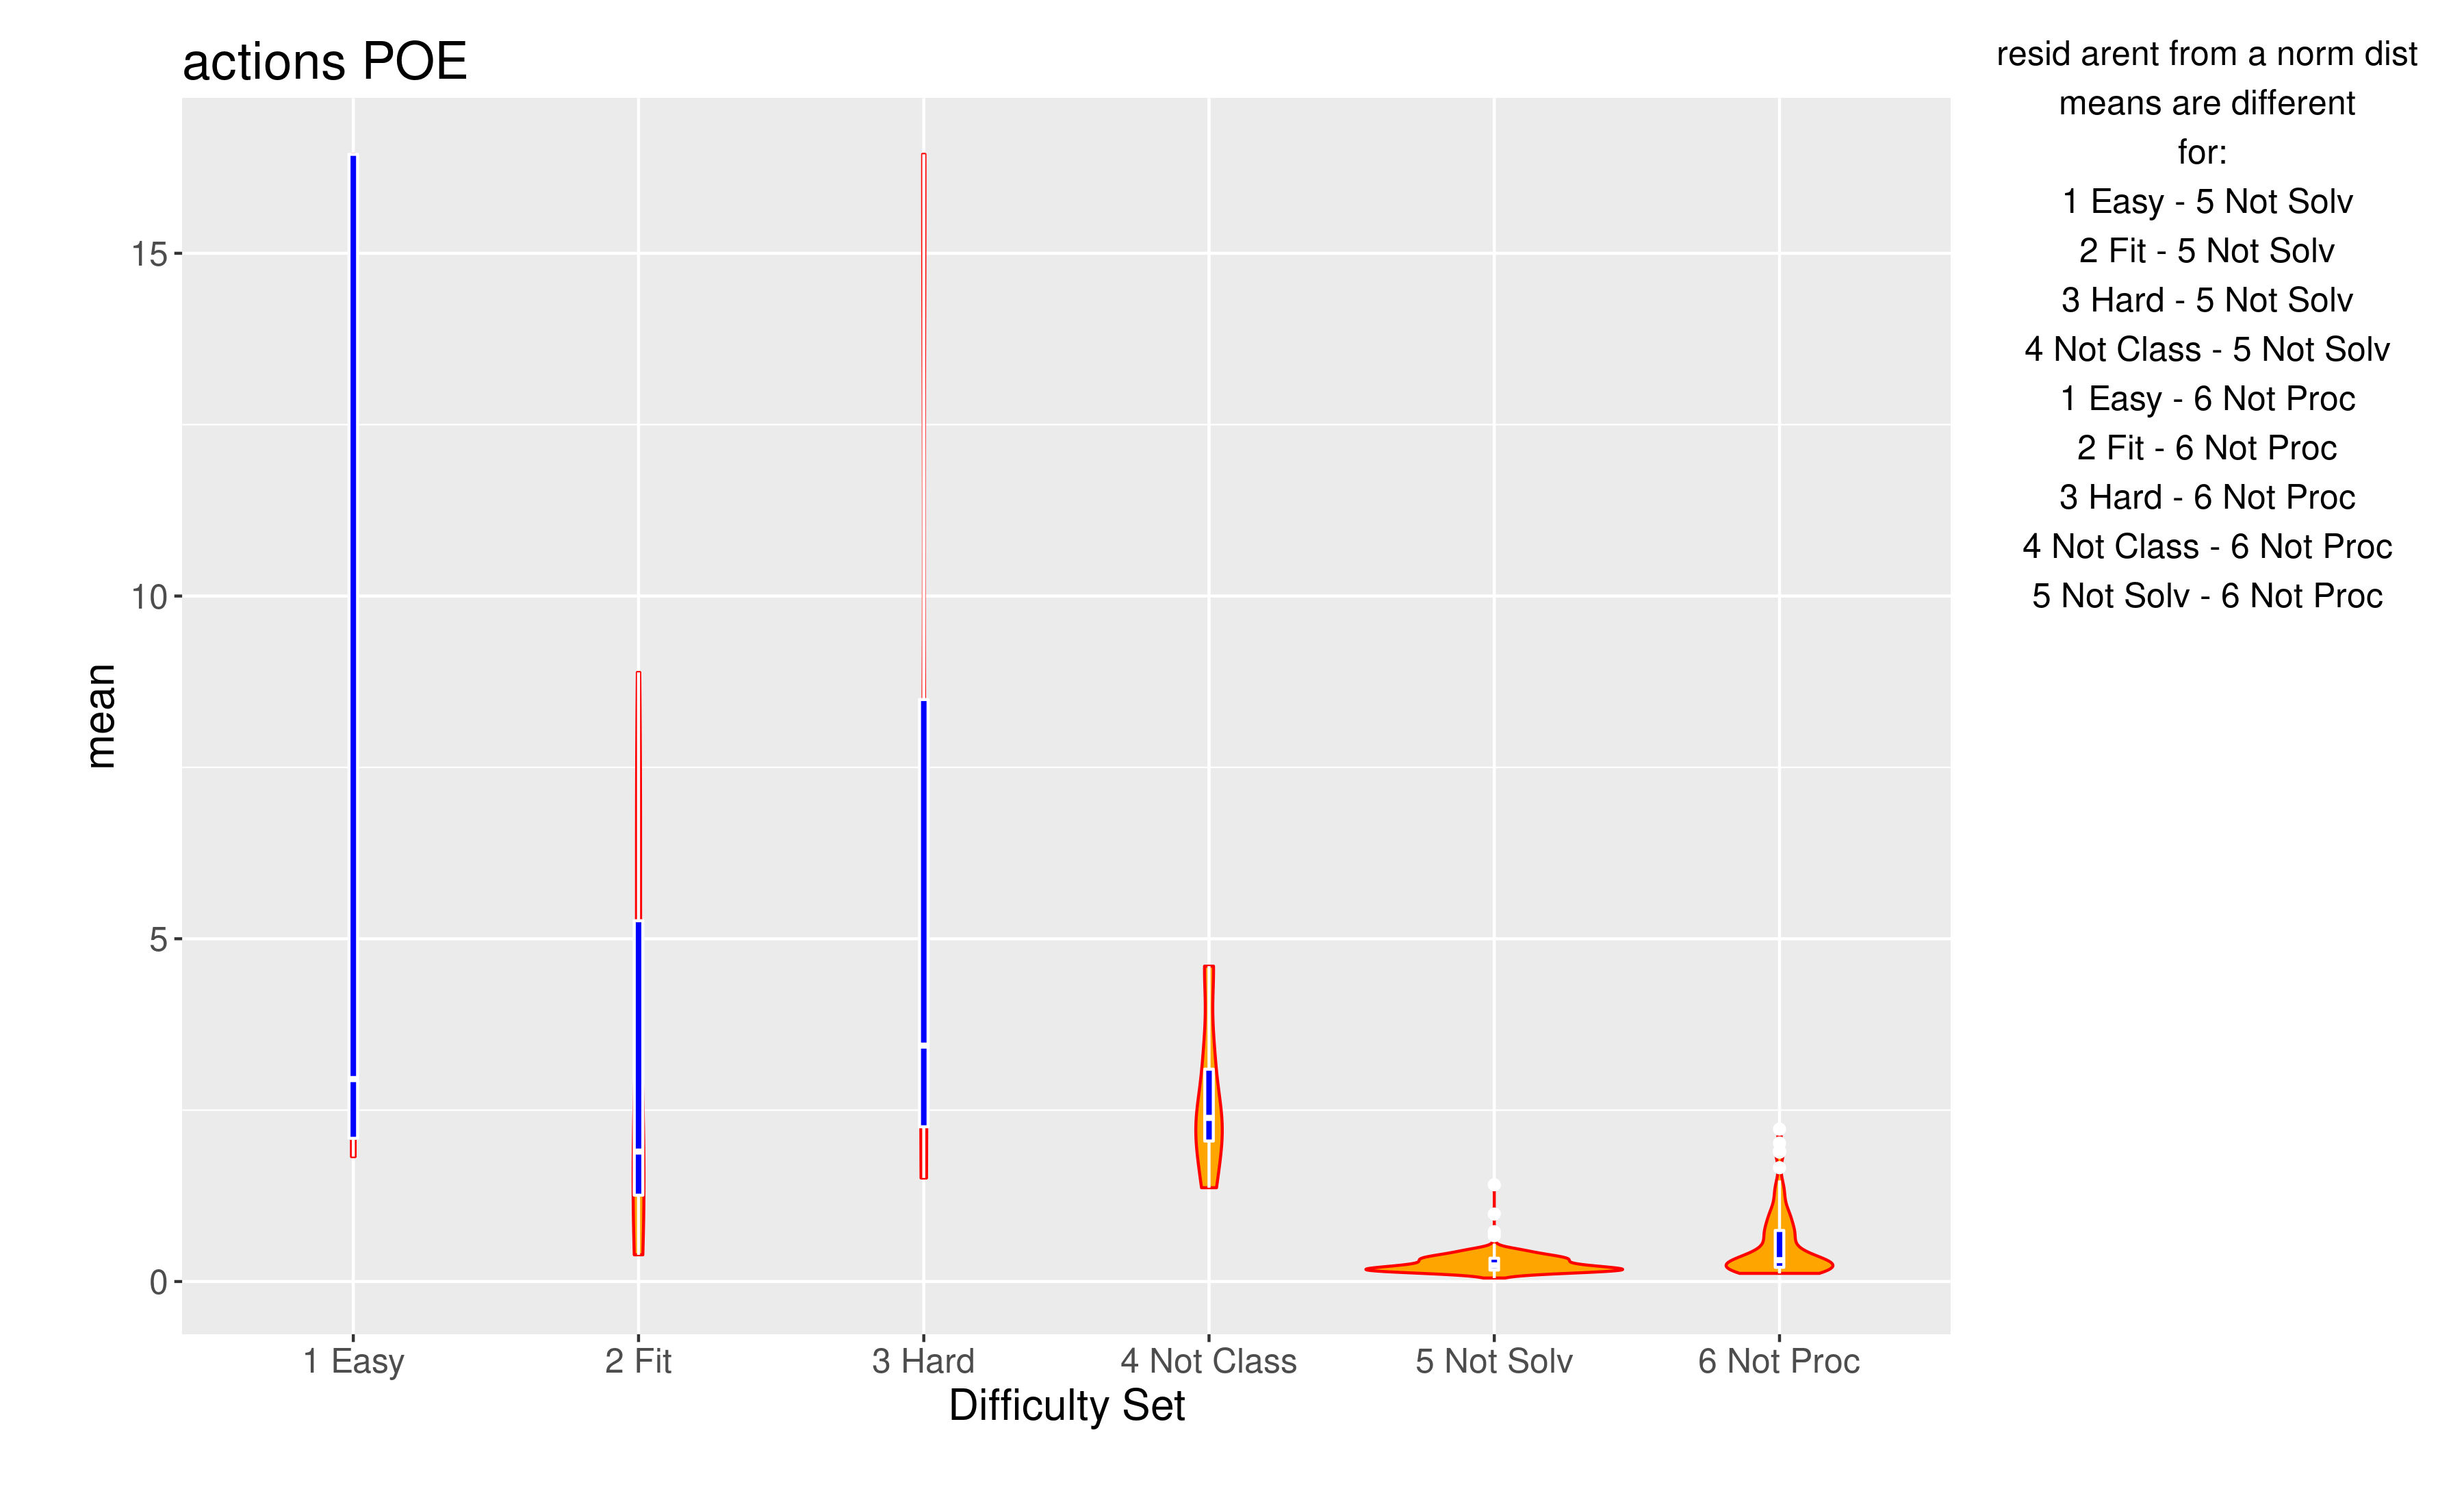 actions POE
resid arent from a norm dist
means are different
for:
1 Easy - 5 Not Solv
2 Fit - 5 Not Solv
3 Hard - 5 Not Solv
4 Not Class - 5 Not Solv
1 Easy - 6 Not Proc
2 Fit - 6 Not Proc
3 Hard - 6 Not Proc
4 Not Class - 6 Not Proc
5 Not Solv - 6 Not Proc
mean
15
10
5
0
1 Easy
2 Fit
3 Hard
4 Not Class
5 Not Solv
6 Not Proc
Difficulty Set